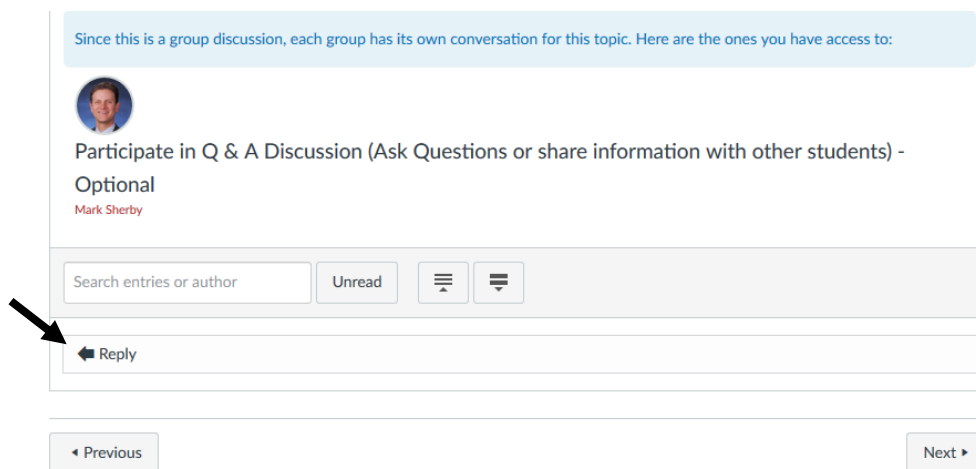 Since this is a group discussion, each group has its own conversation for this topic. Here are the ones you have access to:
Participate in Q & A Discussion (Ask Questions or share information with other students) -
Optional
Mark Sherby
Search entries or author
Unread
Reply
Previous
Next